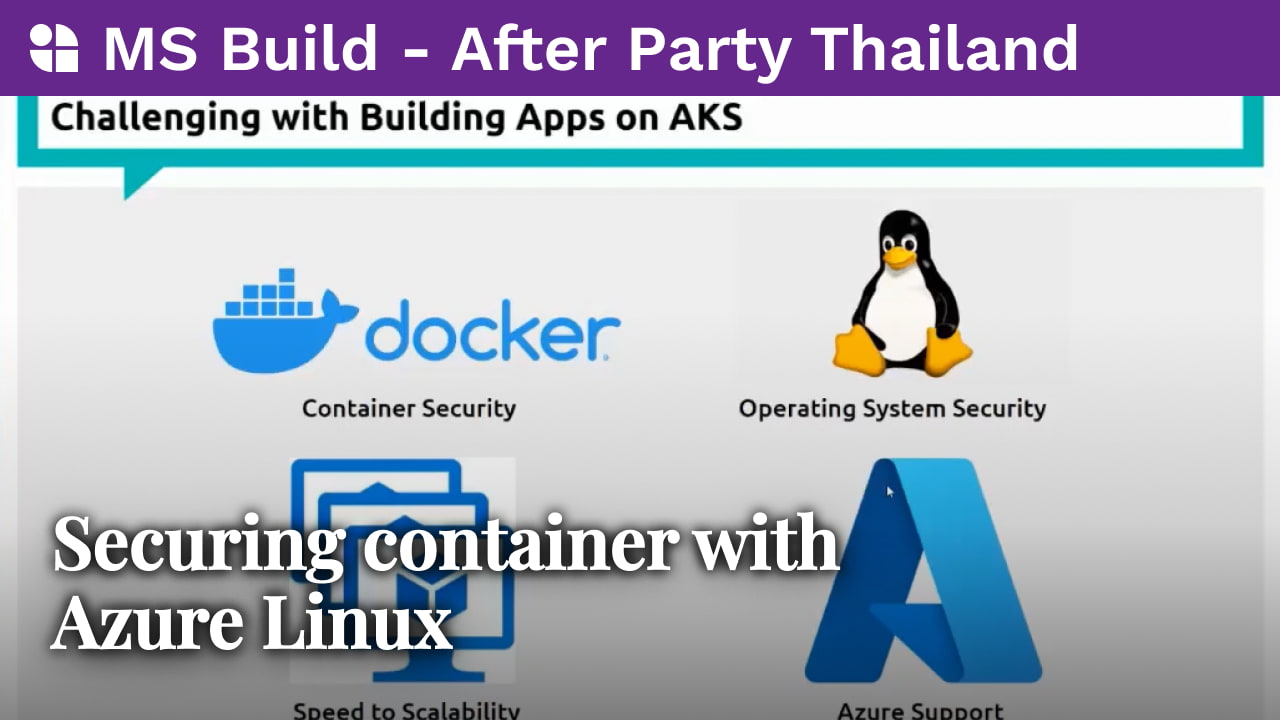 MS Build - After Party Thailand
Challenging with Building Apps on AKS
docker
Container Security
Operating System Security
Securing container with
Azure Linux
Speed to Scalability
Azure Support